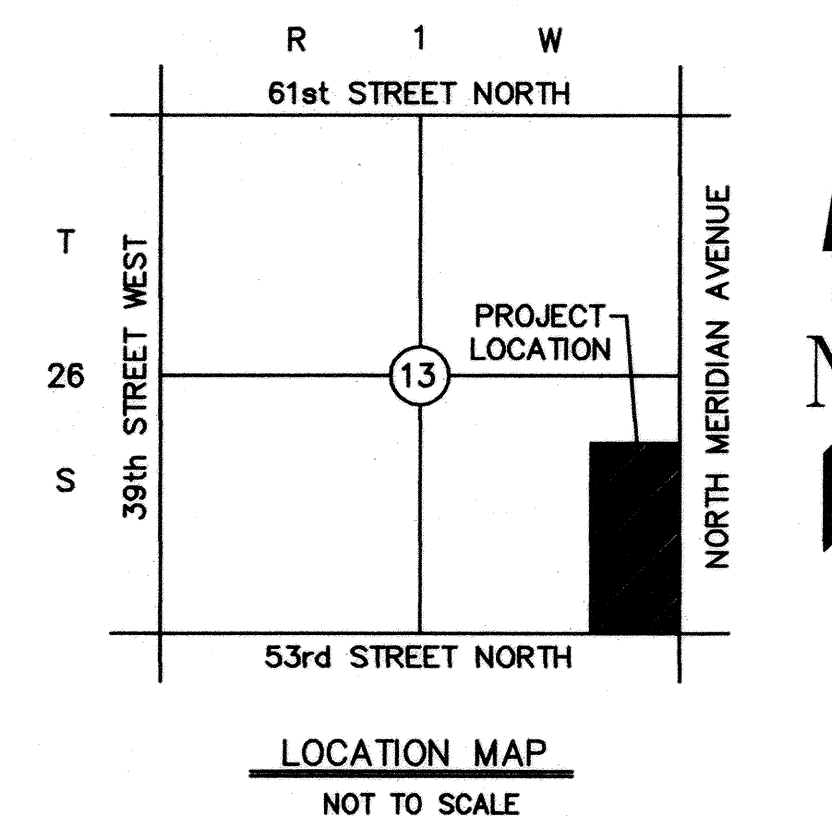 R 1 W
61st STREET NORTH
T
26
S
39th STREET WEST
PROJECT
LOCATION
13
NORTH MERIDIAN AVENUE
N
53rd STREET NORTH
LOCATION MAP
NOT TO SCALE